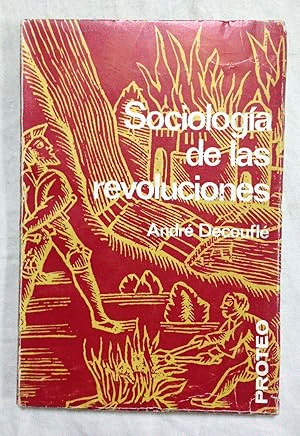 Sociología
de las
revoluciones
André Decouflé
PROTEO